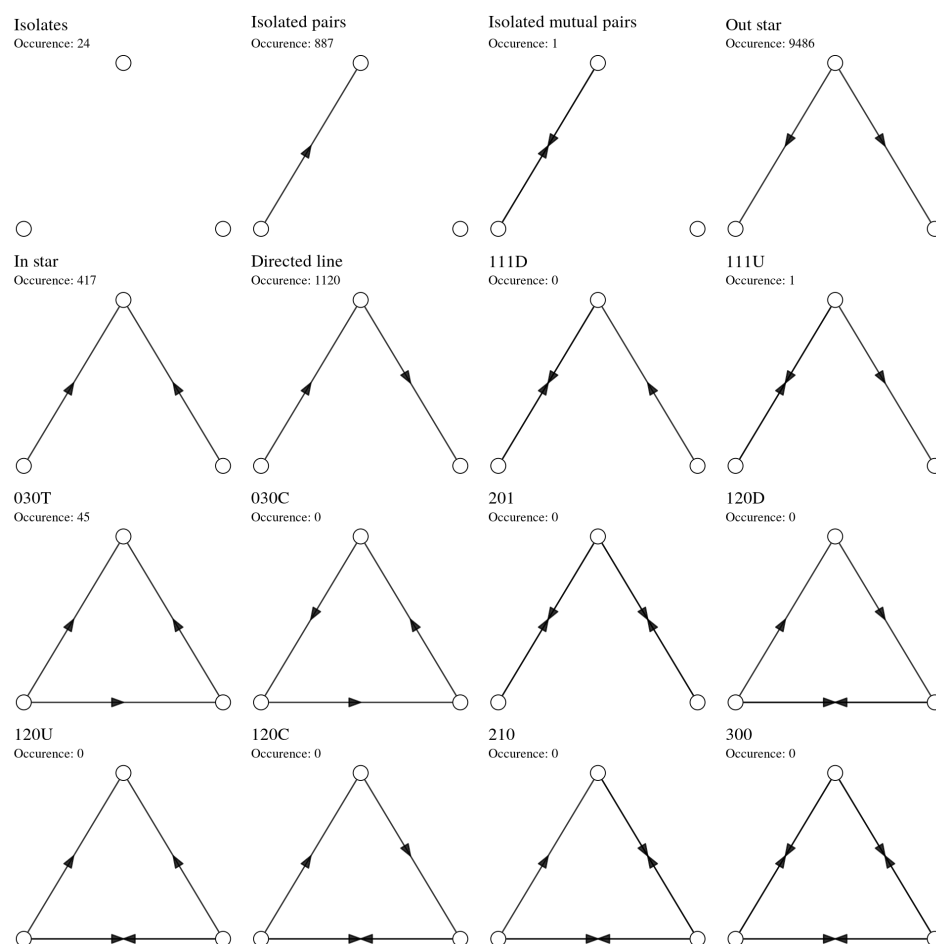 Isolates
Occurence: 24
Isolated pairs
Occurence: 887
Isolated mutual pairs
Occurence: 1
Out star
Occurence: 9486
In star
Occurence: 417
Directed line
Occurence: 1120
111D
Occurence: 0
111U
Occurence: 1
030T
Occurence: 45
030C
Occurence: 0
201
Occurence: 0
120D
Occurence: 0
120U
Occurence: 0
120C
Occurence: 0
210
Occurence: 0
300
Occurence: 0